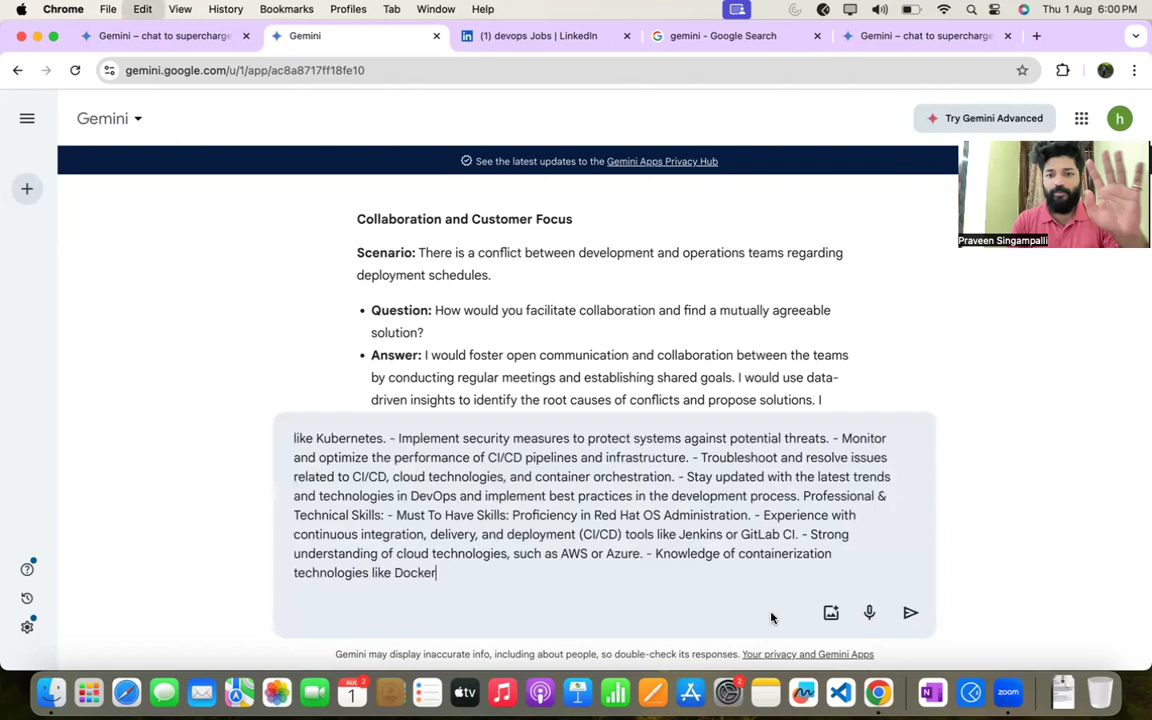 Chrome File Edit View History Bookmarks Profiles Tab Window Help Thu 1 Aug 6:00 PM
Gemini – chat to supercharge
Gemini
(1) devops Jobs | LinkedIn
gemini - Google Search
Gemini – chat to supercharge
gemini.google.com/u/1/app/ac8a8717ff18fe10
Gemini
Try Gemini Advanced
h
See the latest updates to the Gemini Apps Privacy Hub
Praveen Singampalli
Collaboration and Customer Focus
Scenario: There is a conflict between development and operations teams regarding
deployment schedules.
• Question: How would you facilitate collaboration and find a mutually agreeable
solution?
• Answer: I would foster open communication and collaboration between the teams
by conducting regular meetings and establishing shared goals. I would use data-
driven insights to identify the root causes of conflicts and propose solutions. I
like Kubernetes. - Implement security measures to protect systems against potential threats. - Monitor
and optimize the performance of CI/CD pipelines and infrastructure. - Troubleshoot and resolve issues
related to CI/CD, cloud technologies, and container orchestration. - Stay updated with the latest trends
and technologies in DevOps and implement best practices in the development process. Professional &
Technical Skills: - Must To Have Skills: Proficiency in Red Hat OS Administration. - Experience with
continuous integration, delivery, and deployment (CI/CD) tools like Jenkins or GitLab CI. - Strong
understanding of cloud technologies, such as AWS or Azure. - Knowledge of containerization
technologies like Docker
Gemini may display inaccurate info, including about people, so double-check its responses. Your privacy and Gemini Apps
AUG 2
1
tv
2
N
zoom